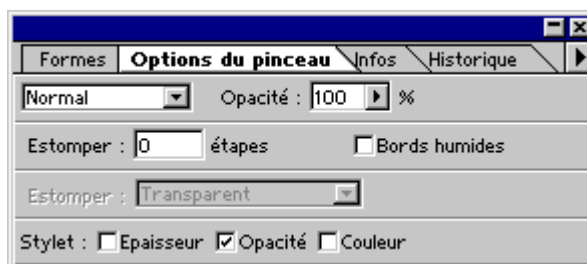 Formes Options du pinceau Infos Historique
Normal Opacité : 100 %
Estomper : 0 étapes Bords humides
Estomper : Transparent
Stylet : Epaisseur Opacité Couleur